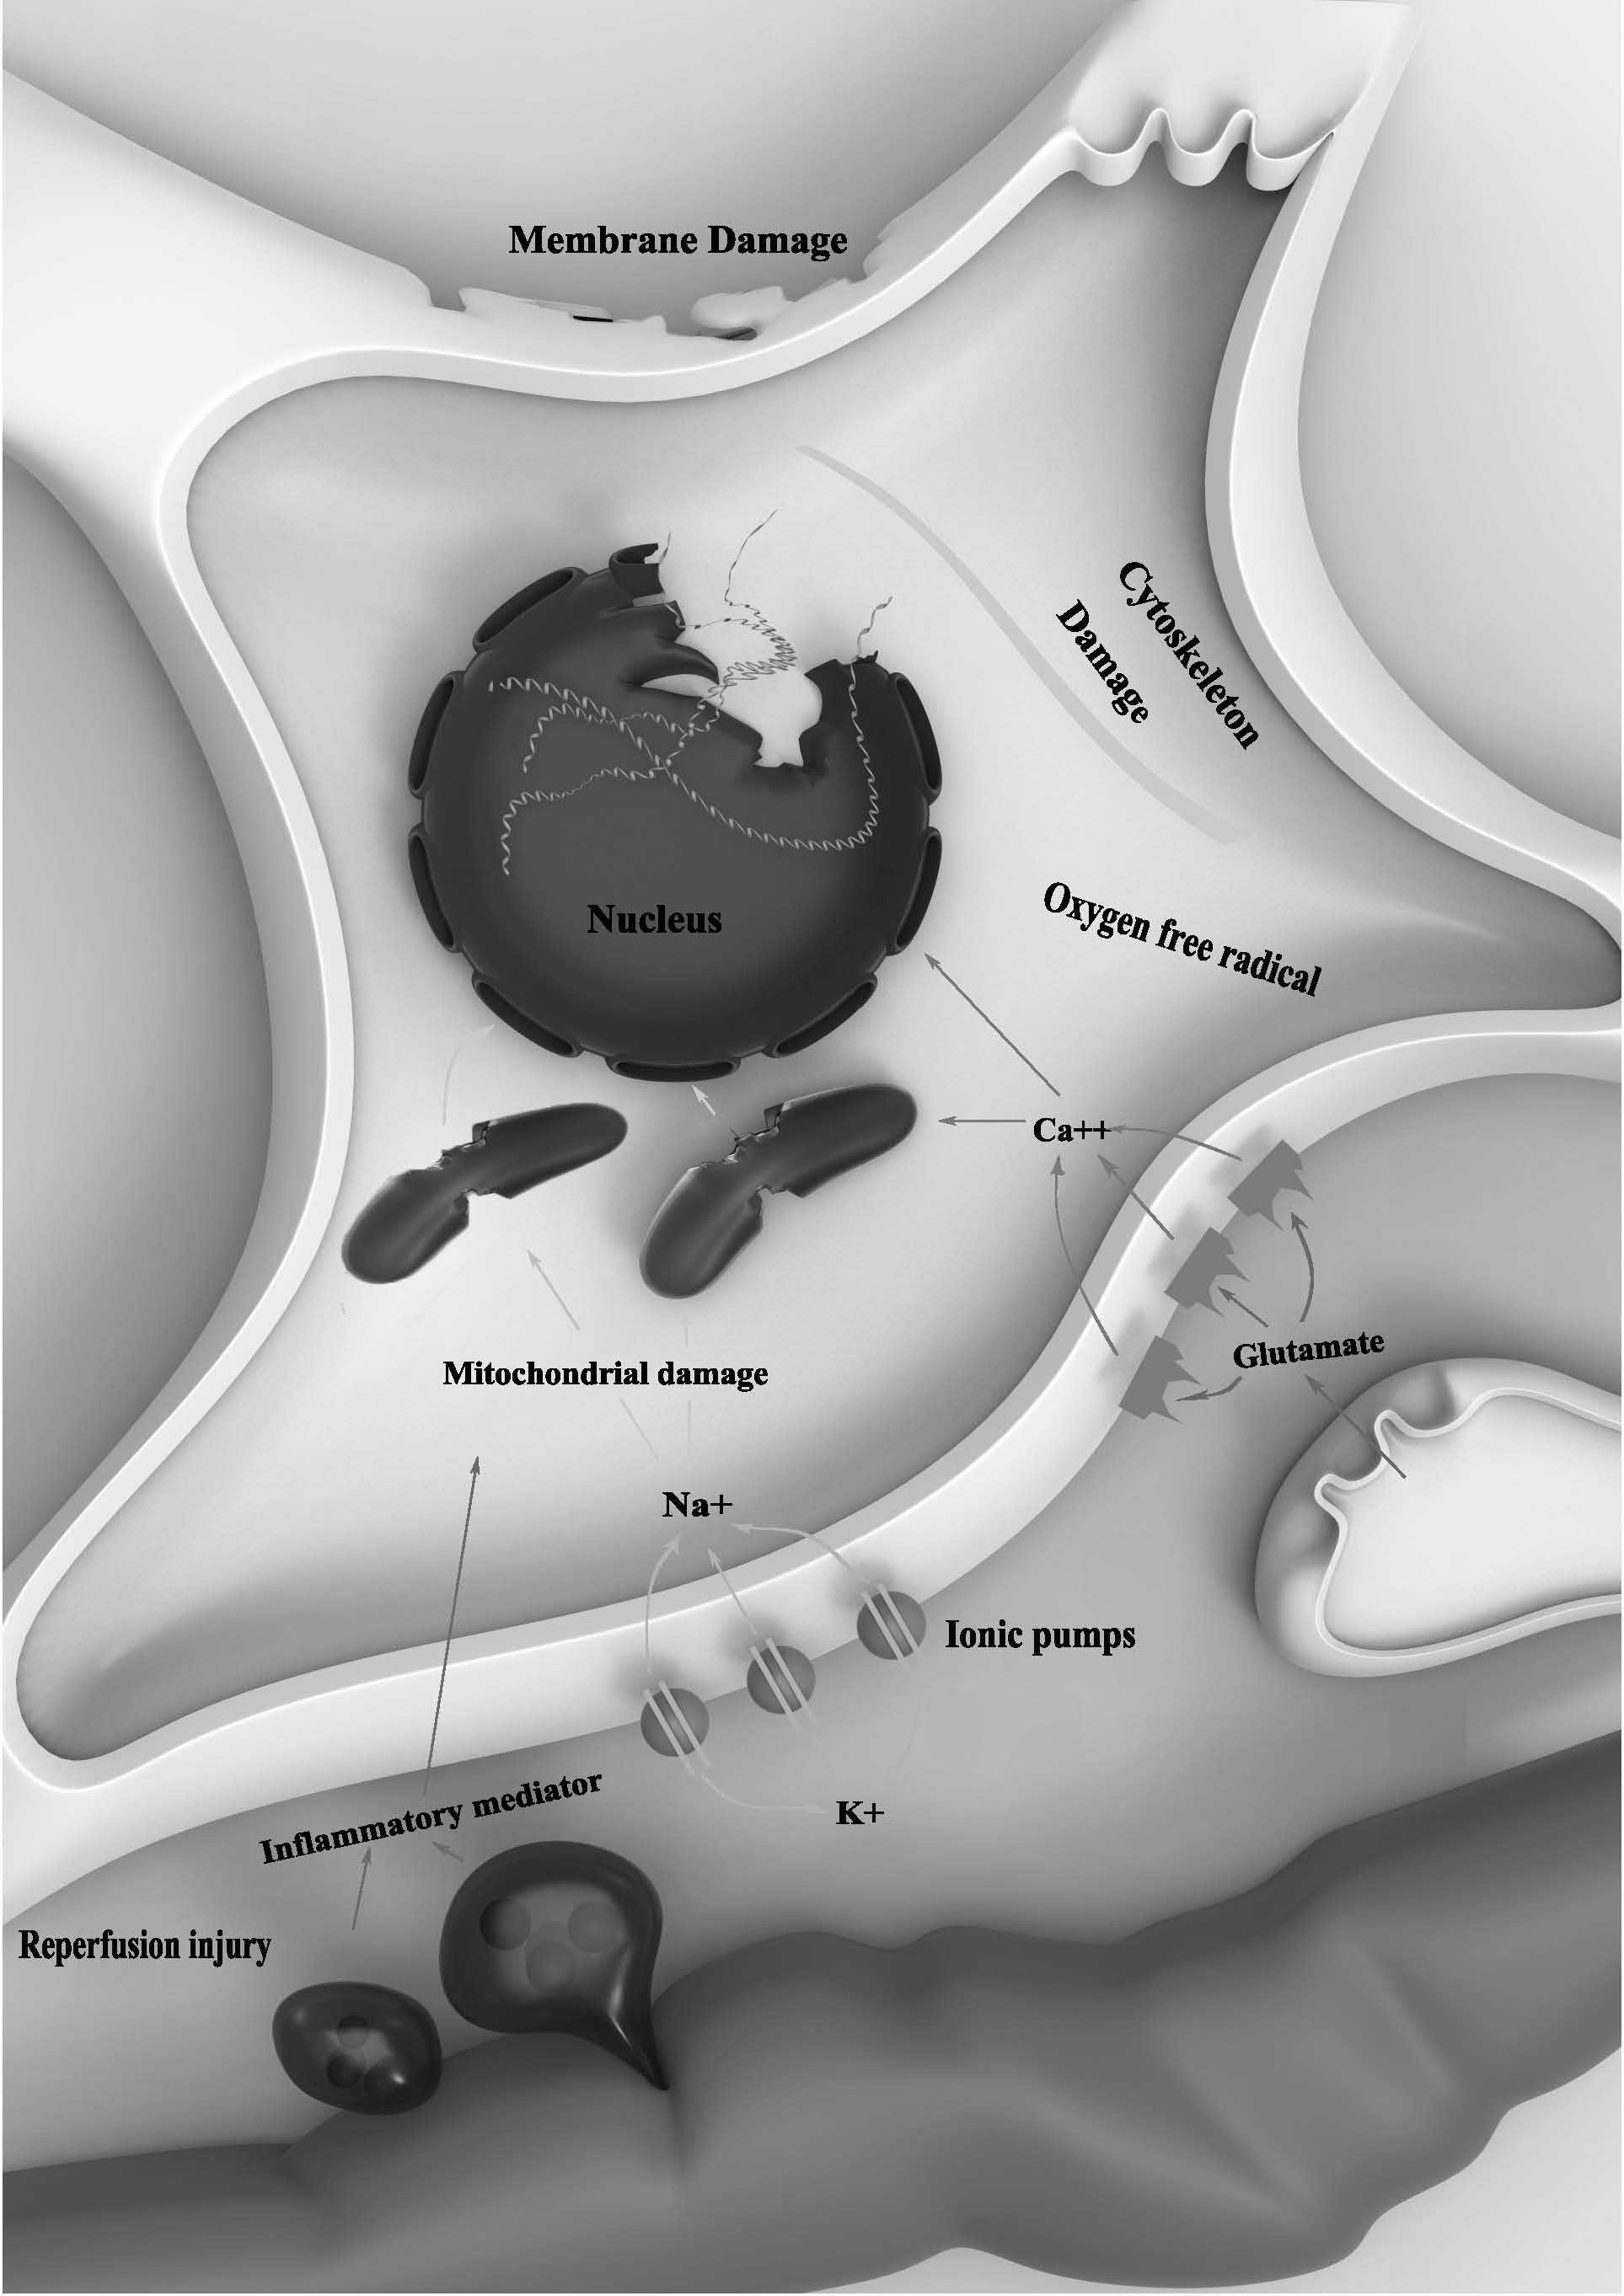 Membrane Damage
Cytoskeleton
Damage
Nucleus
Oxygen free radical
Ca++
Glutamate
Mitochondrial damage
Na+
Ionic pumps
K+
Inflammatory mediator
Reperfusion injury